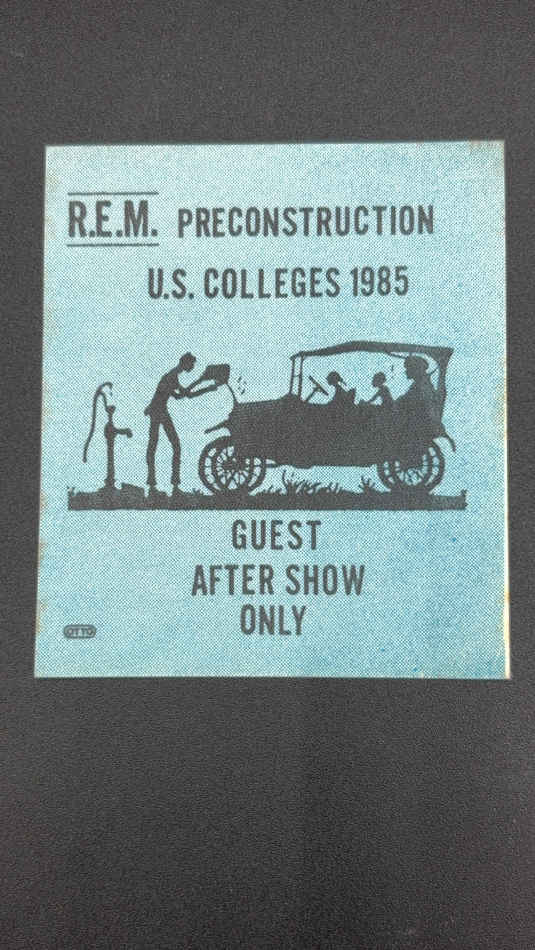 R.E.M. PRECONSTRUCTION
U.S. COLLEGES 1985
GUEST
AFTER SHOW
ONLY
OTTO